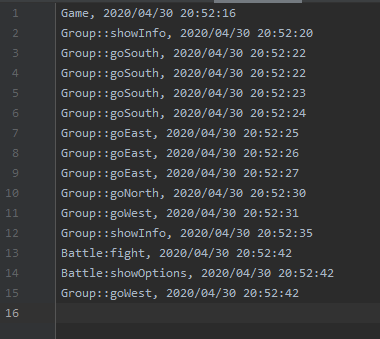 1 Game, 2020/04/30 20:52:16
2 Group::showInfo, 2020/04/30 20:52:20
3 Group::goSouth, 2020/04/30 20:52:22
4 Group::goSouth, 2020/04/30 20:52:22
5 Group::goSouth, 2020/04/30 20:52:23
6 Group::goSouth, 2020/04/30 20:52:24
7 Group::goEast, 2020/04/30 20:52:25
8 Group::goEast, 2020/04/30 20:52:26
9 Group::goEast, 2020/04/30 20:52:27
10 Group::goNorth, 2020/04/30 20:52:30
11 Group::goWest, 2020/04/30 20:52:31
12 Group::showInfo, 2020/04/30 20:52:35
13 Battle:fight, 2020/04/30 20:52:42
14 Battle:showOptions, 2020/04/30 20:52:42
15 Group::goWest, 2020/04/30 20:52:42
16